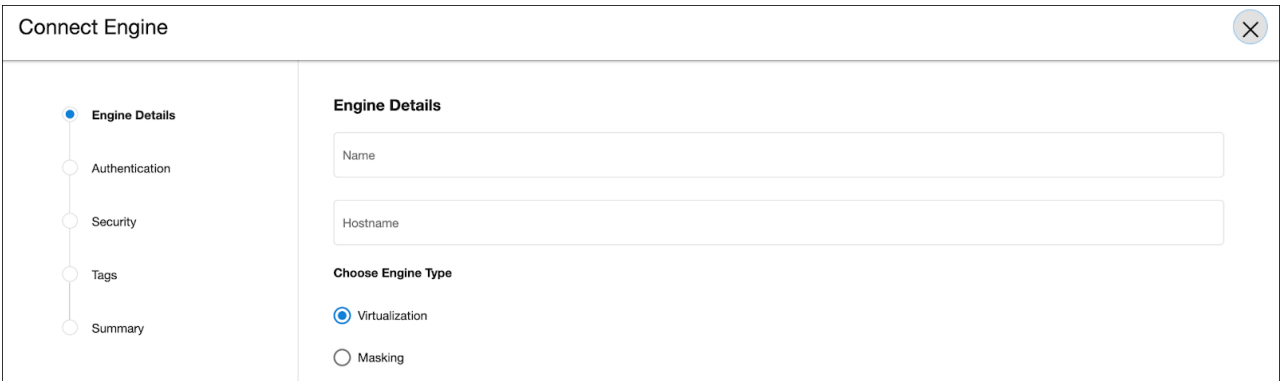 Connect Engine
Engine Details
Authentication
Security
Tags
Summary
Engine Details
Name
Hostname
Choose Engine Type
Virtualization
Masking